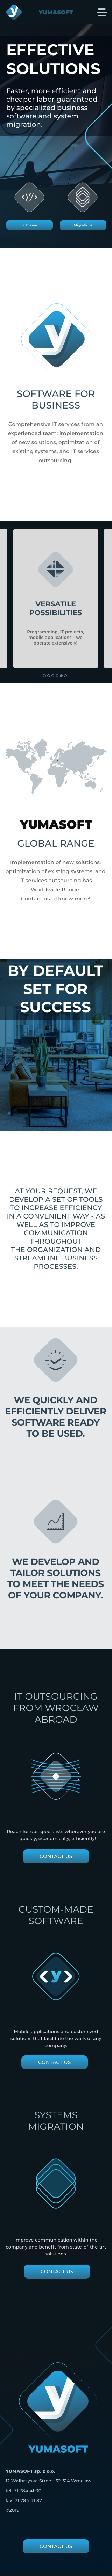 YUMASOFT
EFFECTIVE
SOLUTIONS
Faster, more efficient and
cheaper labor guaranteed
by specialized business
software and system
migration.
Software
Migrations
SOFTWARE FOR
BUSINESS
Comprehensive IT services from an
experienced team: implementation
of new solutions, optimization of
existing systems, and IT services
outsourcing.
VERSATILE
POSSIBILITIES
Programming, IT projects,
mobile applications – we
operate extensively!
YUMASOFT
GLOBAL RANGE
Implementation of new solutions,
optimization of existing systems, and
IT services outsourcing has
Worldwide Range.
Contact us to know more!
BY DEFAULT
SET FOR
SUCCESS
AT YOUR REQUEST, WE
DEVELOP A SET OF TOOLS
TO INCREASE EFFICIENCY
IN A CONVENIENT WAY - AS
WELL AS TO IMPROVE
COMMUNICATION
THROUGHOUT
THE ORGANIZATION AND
STREAMLINE BUSINESS
PROCESSES.
WE QUICKLY AND
EFFICIENTLY DELIVER
SOFTWARE READY
TO BE USED.
WE DEVELOP AND
TAILOR SOLUTIONS
TO MEET THE NEEDS
OF YOUR COMPANY.
IT OUTSOURCING
FROM WROCŁAW
ABROAD
Reach for our specialists wherever you are
– quickly, economically, efficiently!
CONTACT US
CUSTOM-MADE
SOFTWARE
<y>
Mobile applications and customized
solutions that facilitate the work of any
company.
CONTACT US
SYSTEMS
MIGRATION
Improve communication within the
company and benefit from state-of-the-art
solutions.
CONTACT US
y
YUMASOFT
YUMASOFT sp. z o.o.
12 Wałbrzyska Street, 52-314 Wrocław
tel. 71 784 41 00
fax. 71 784 41 87
©2019
CONTACT US